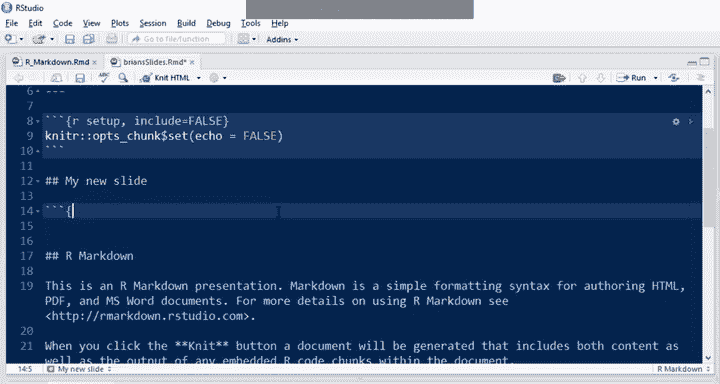 RStudio
File Edit Code View Plots Session Build Debug Tools Help
Go to file/function Addins
R_Markdown.Rmd briansSlides.Rmd*
ABC Knit HTML Run
6 ---
7
8 ```{r setup, include=FALSE}
9 knitr::opts_chunk$set(echo = FALSE)
10 ```
11
12 ## My new slide
13
14 ```{
15
16
17 ## R Markdown
18
19 This is an R Markdown presentation. Markdown is a simple formatting syntax for authoring HTML,
PDF, and MS Word documents. For more details on using R Markdown see
<http://rmarkdown.rstudio.com>.
20
21 When you click the **Knit** button a document will be generated that includes both content as
well as the output of any embedded R code chunks within the document.
14:5 My new slide R Markdown